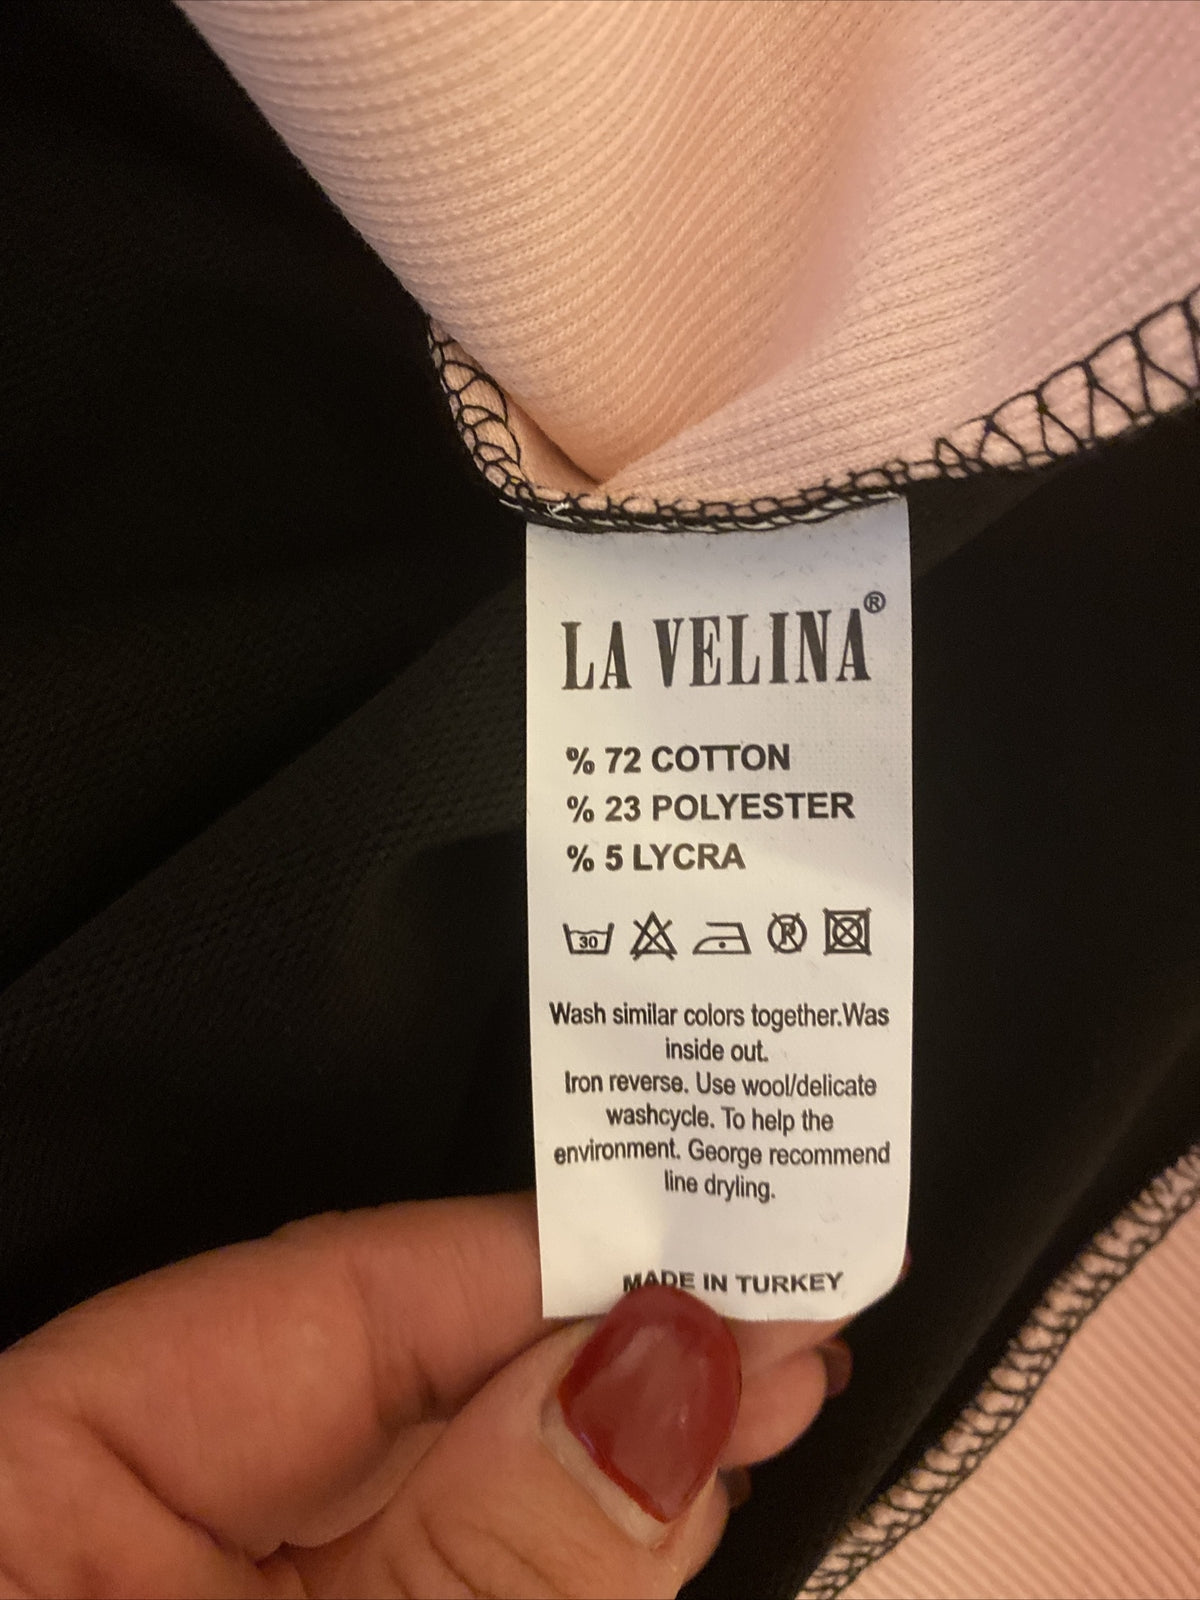 LA VELINA®
% 72 COTTON
% 23 POLYESTER
% 5 LYCRA
30
Wash similar colors together.Was
inside out.
Iron reverse. Use wool/delicate
washcycle. To help the
environment. George recommend
line dryling.
MADE IN TURKEY